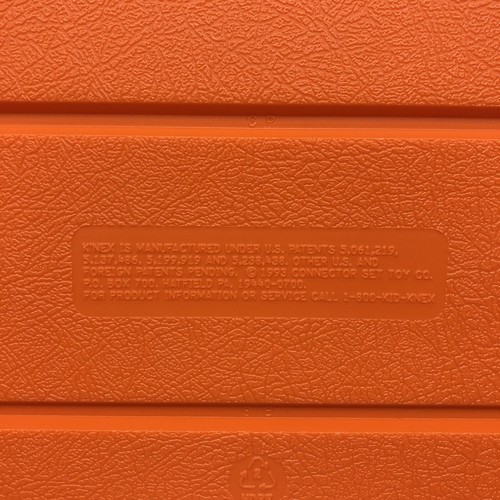 K'NEX IS MANUFACTURED UNDER U.S. PATENTS 5,061,219,
5,137,486, 5,199,919 AND 5,238,438. OTHER U.S. AND
FOREIGN PATENTS PENDING. ©1993 CONNECTOR SET TOY CO.
P.O. BOX 700, HATFIELD PA, 19440-0700.
FOR PRODUCT INFORMATION OR SERVICE CALL 1-800-KID-KNEX